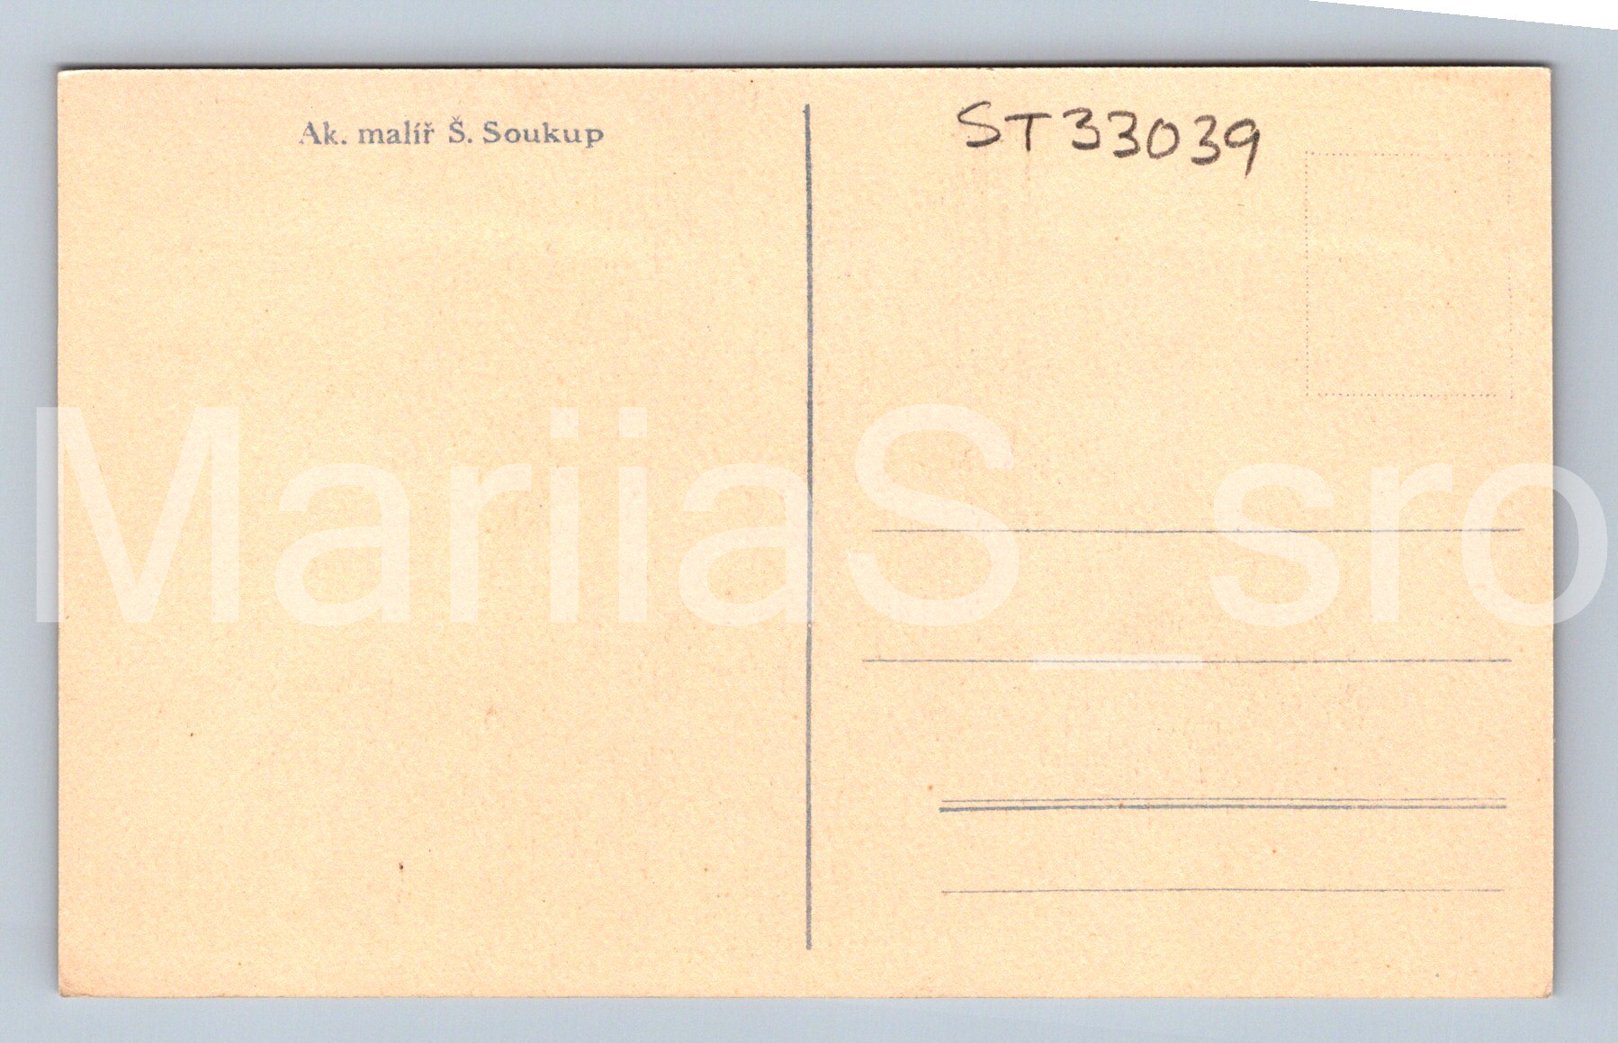 Ak. malíř Š. Soukup
ST33039
MariiaS_sro